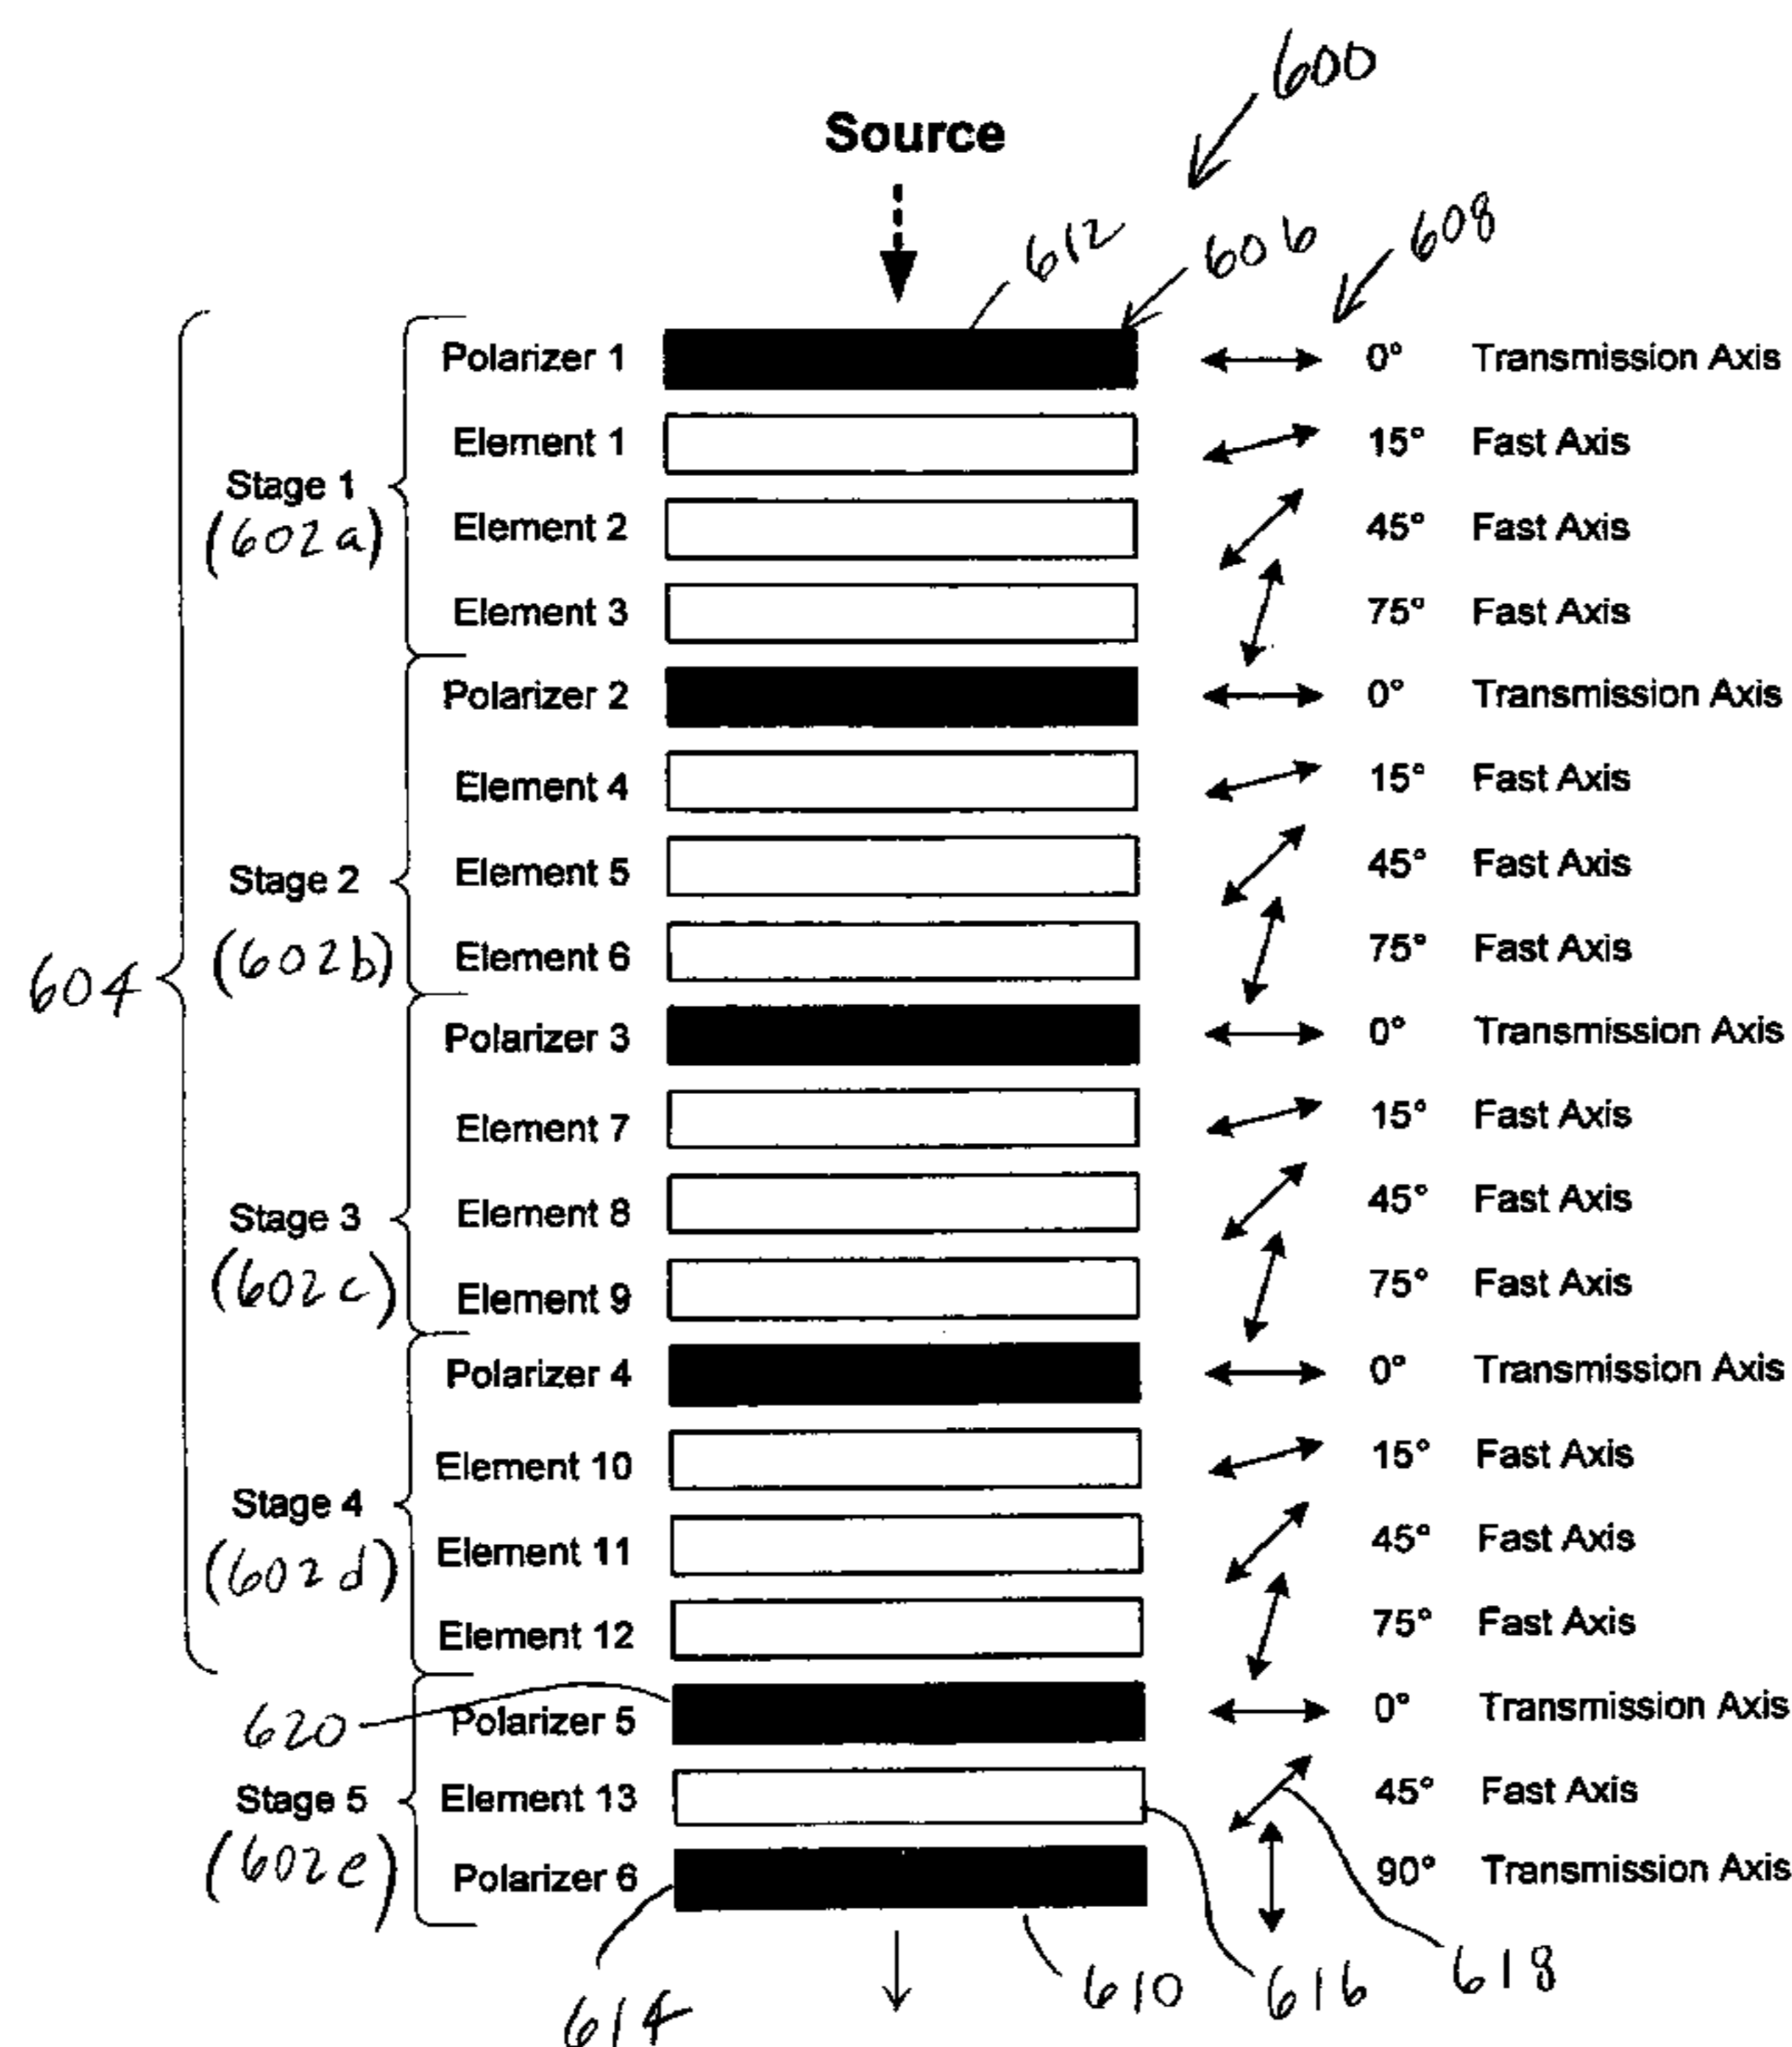 600
Source
612
606
608
Polarizer 1 0° Transmission Axis
Element 1 15° Fast Axis
Stage 1
(602a)
Element 2 45° Fast Axis
Element 3 75° Fast Axis
Polarizer 2 0° Transmission Axis
Element 4 15° Fast Axis
Stage 2
Element 5 45° Fast Axis
(602b)
Element 6 75° Fast Axis
604
Polarizer 3 0° Transmission Axis
Element 7 15° Fast Axis
Stage 3
Element 8 45° Fast Axis
(602c)
Element 9 75° Fast Axis
Polarizer 4 0° Transmission Axis
Element 10 15° Fast Axis
Stage 4
Element 11 45° Fast Axis
(602d)
Element 12 75° Fast Axis
620
Polarizer 5 0° Transmission Axis
Stage 5
Element 13 45° Fast Axis
(602e)
Polarizer 6 90° Transmission Axis
614
610
616
618